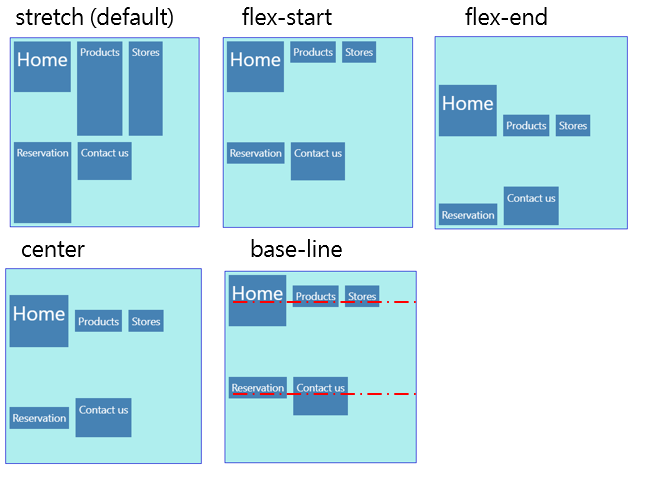 stretch (default)
flex-start
flex-end
Home
Products
Stores
Reservation
Contact us
Home
Products
Stores
Reservation
Contact us
Home
Products
Stores
Reservation
Contact us
center
base-line
Home
Products
Stores
Reservation
Contact us
Home
Products
Stores
Reservation
Contact us